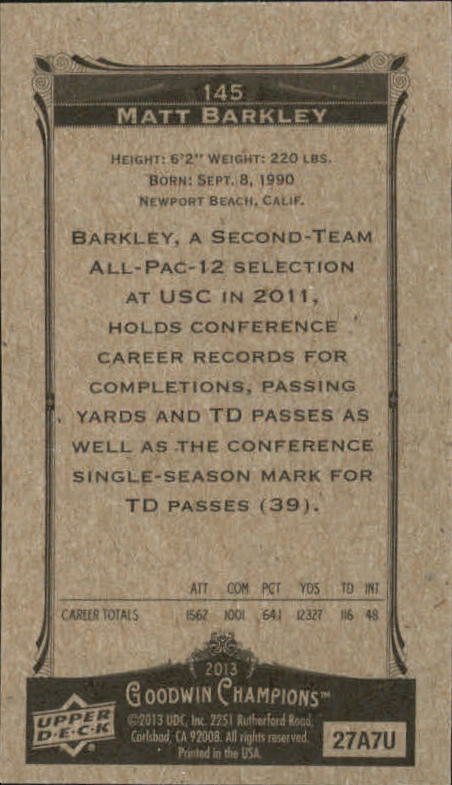 145
MATT BARKLEY
HEIGHT: 6'2" WEIGHT: 220 LBS.
BORN: SEPT. 8, 1990
NEWPORT BEACH, CALIF.
BARKLEY, A SECOND-TEAM
ALL-PAC-12 SELECTION
AT USC IN 2011,
HOLDS CONFERENCE
CAREER RECORDS FOR
COMPLETIONS, PASSING
YARDS AND TD PASSES AS
WELL AS THE CONFERENCE
SINGLE-SEASON MARK FOR
TD PASSES (39).
ATT COM PCT YDS TD INT
CAREER TOTALS 1562 1001 64.1 12327 116 48
2013
GOODWIN CHAMPIONS™
UPPER
D·E·C·K®
©2013 UDC, Inc. 2251 Rutherford Road,
Carlsbad, CA 92008. All rights reserved.
Printed in the USA.
27A7U